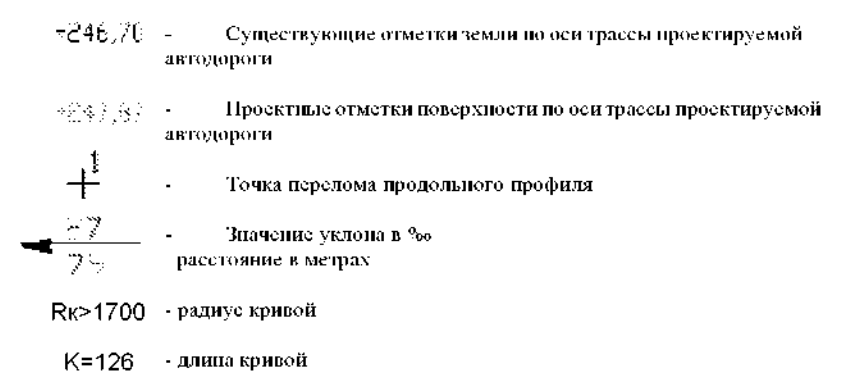 246,70 - Существующие отметки земли по оси трассы проектируемой
автодороги
- Проектные отметки поверхности по оси трассы проектируемой
автодороги
1
- Точка перелома продольного профиля
- Значение уклона в ‰
расстояние в метрах
Rк>1700 - радиус кривой
K=126 - длина кривой